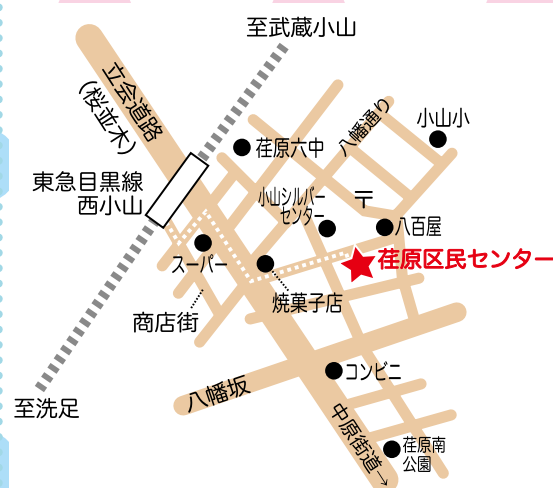 至武蔵小山
立会道路
(桜並木)
八幡通り
小山小
荏原六中
東急目黒線
西小山
小山シルバー
センター
〒
八百屋
スーパー
荏原区民センター
焼菓子店
商店街
コンビニ
八幡坂
至洗足
中原街道→
荏原南
公園